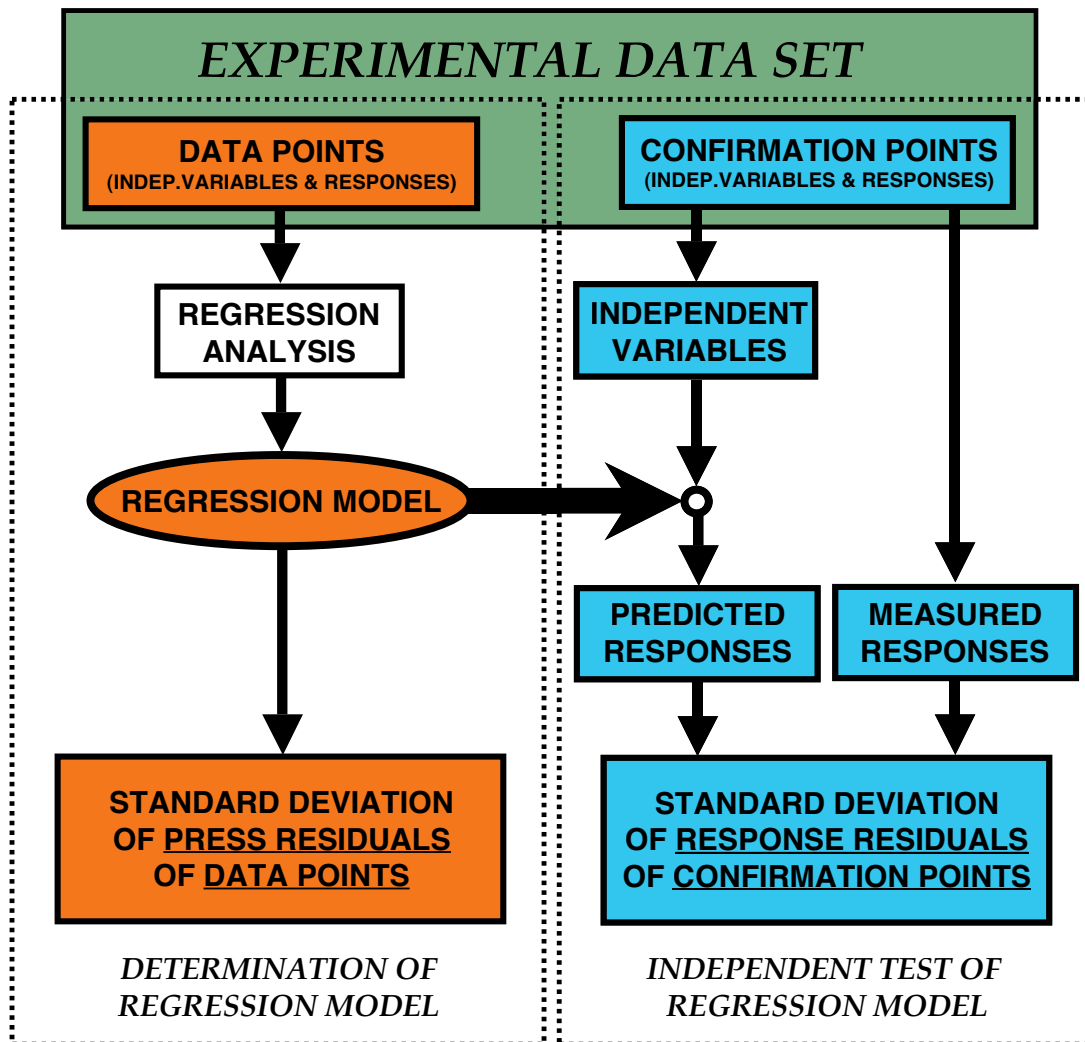 EXPERIMENTAL DATA SET
DATA POINTS
(INDEP.VARIABLES & RESPONSES)
CONFIRMATION POINTS
(INDEP.VARIABLES & RESPONSES)
REGRESSION
ANALYSIS
INDEPENDENT
VARIABLES
REGRESSION MODEL
PREDICTED
RESPONSES
MEASURED
RESPONSES
STANDARD DEVIATION
OF PRESS RESIDUALS
OF DATA POINTS
STANDARD DEVIATION
OF RESPONSE RESIDUALS
OF CONFIRMATION POINTS
DETERMINATION OF
REGRESSION MODEL
INDEPENDENT TEST OF
REGRESSION MODEL